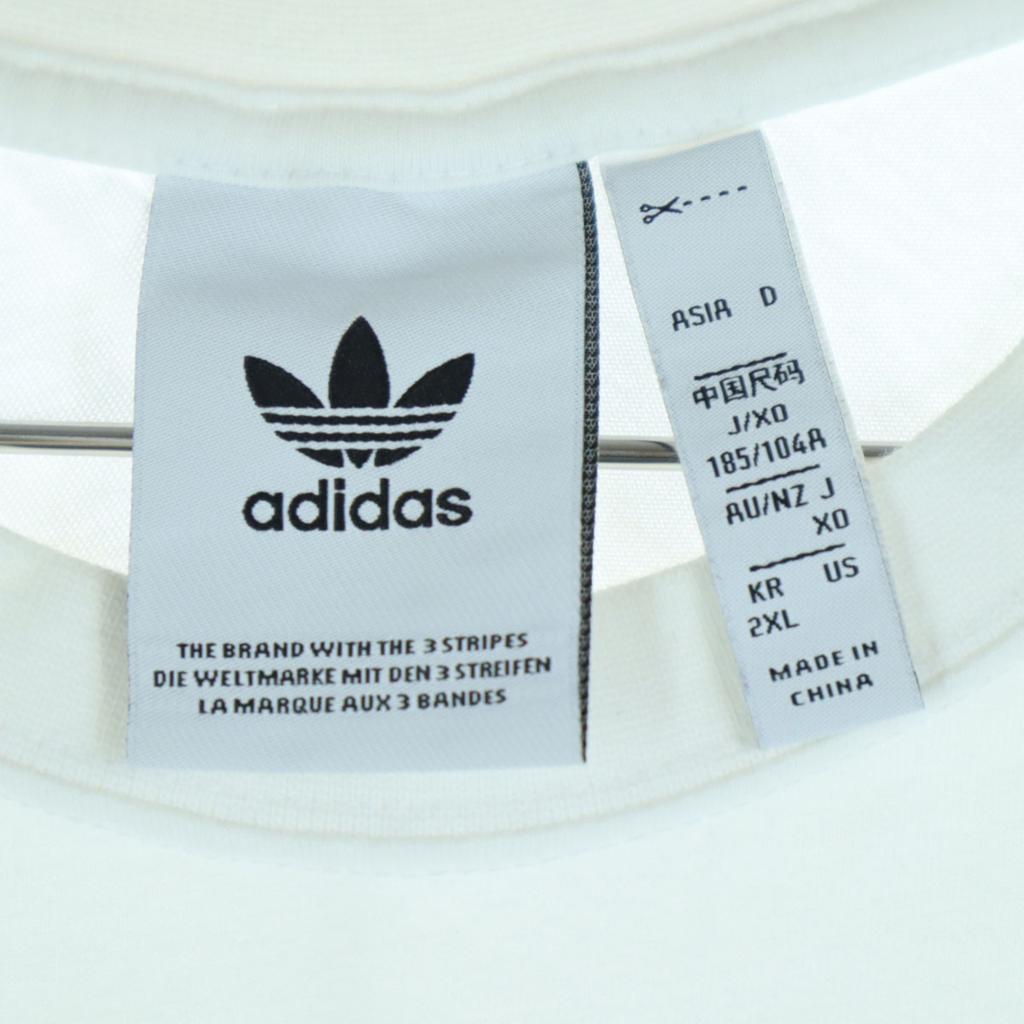 adidas
THE BRAND WITH THE 3 STRIPES
DIE WELTMARKE MIT DEN 3 STREIFEN
LA MARQUE AUX 3 BANDES
ASIA D
中国尺码
J/XO
185/104A
AU/NZ J
XO
KR US
2XL
MADE IN
CHINA